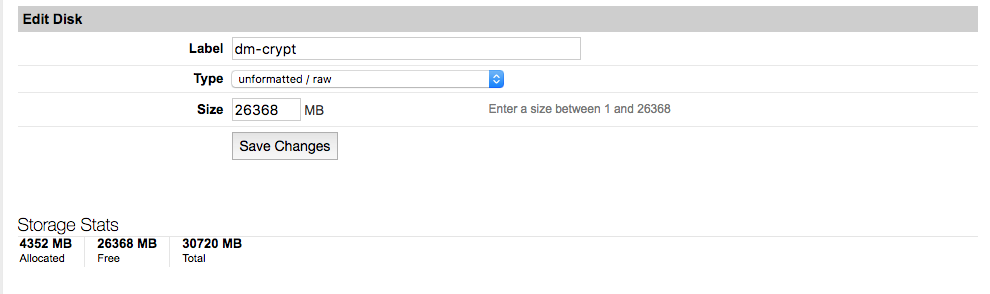 Edit Disk
Label dm-crypt
Type unformatted / raw
Size 26368 MB Enter a size between 1 and 26368
Save Changes
Storage Stats
4352 MB 26368 MB 30720 MB
Allocated Free Total